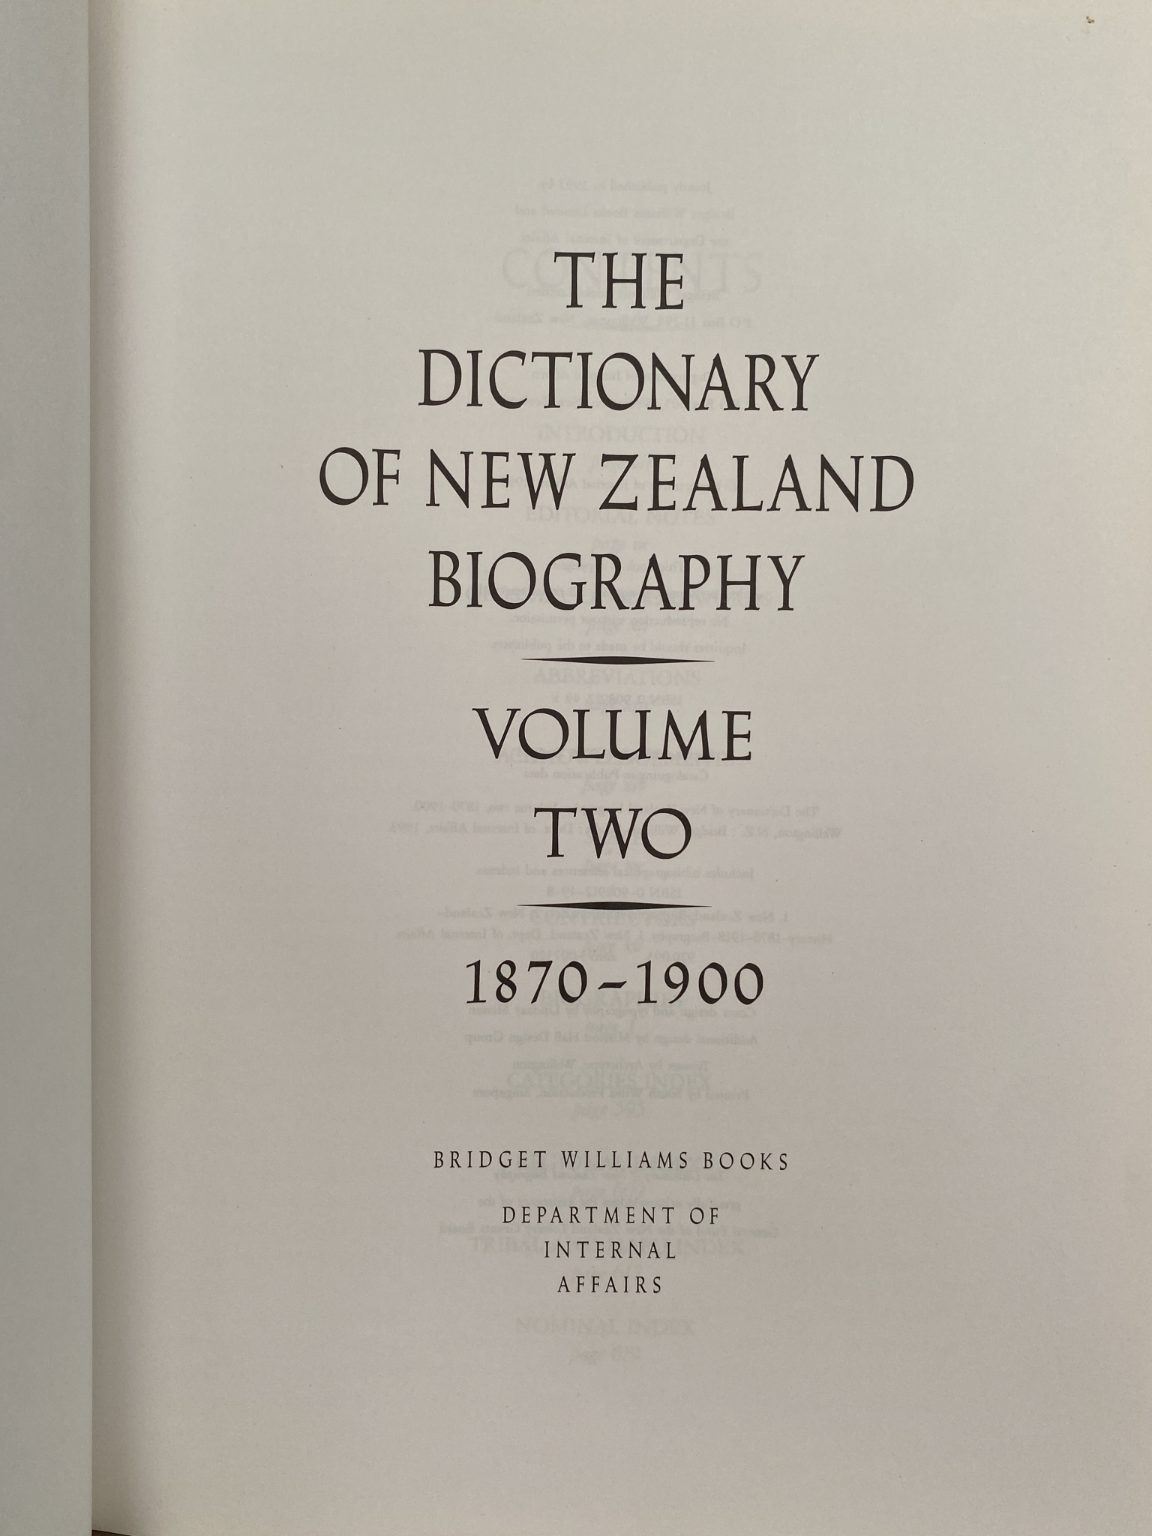 THE
DICTIONARY
OF NEW ZEALAND
BIOGRAPHY
VOLUME
TWO
1870–1900
BRIDGET WILLIAMS BOOKS
DEPARTMENT OF
INTERNAL
AFFAIRS